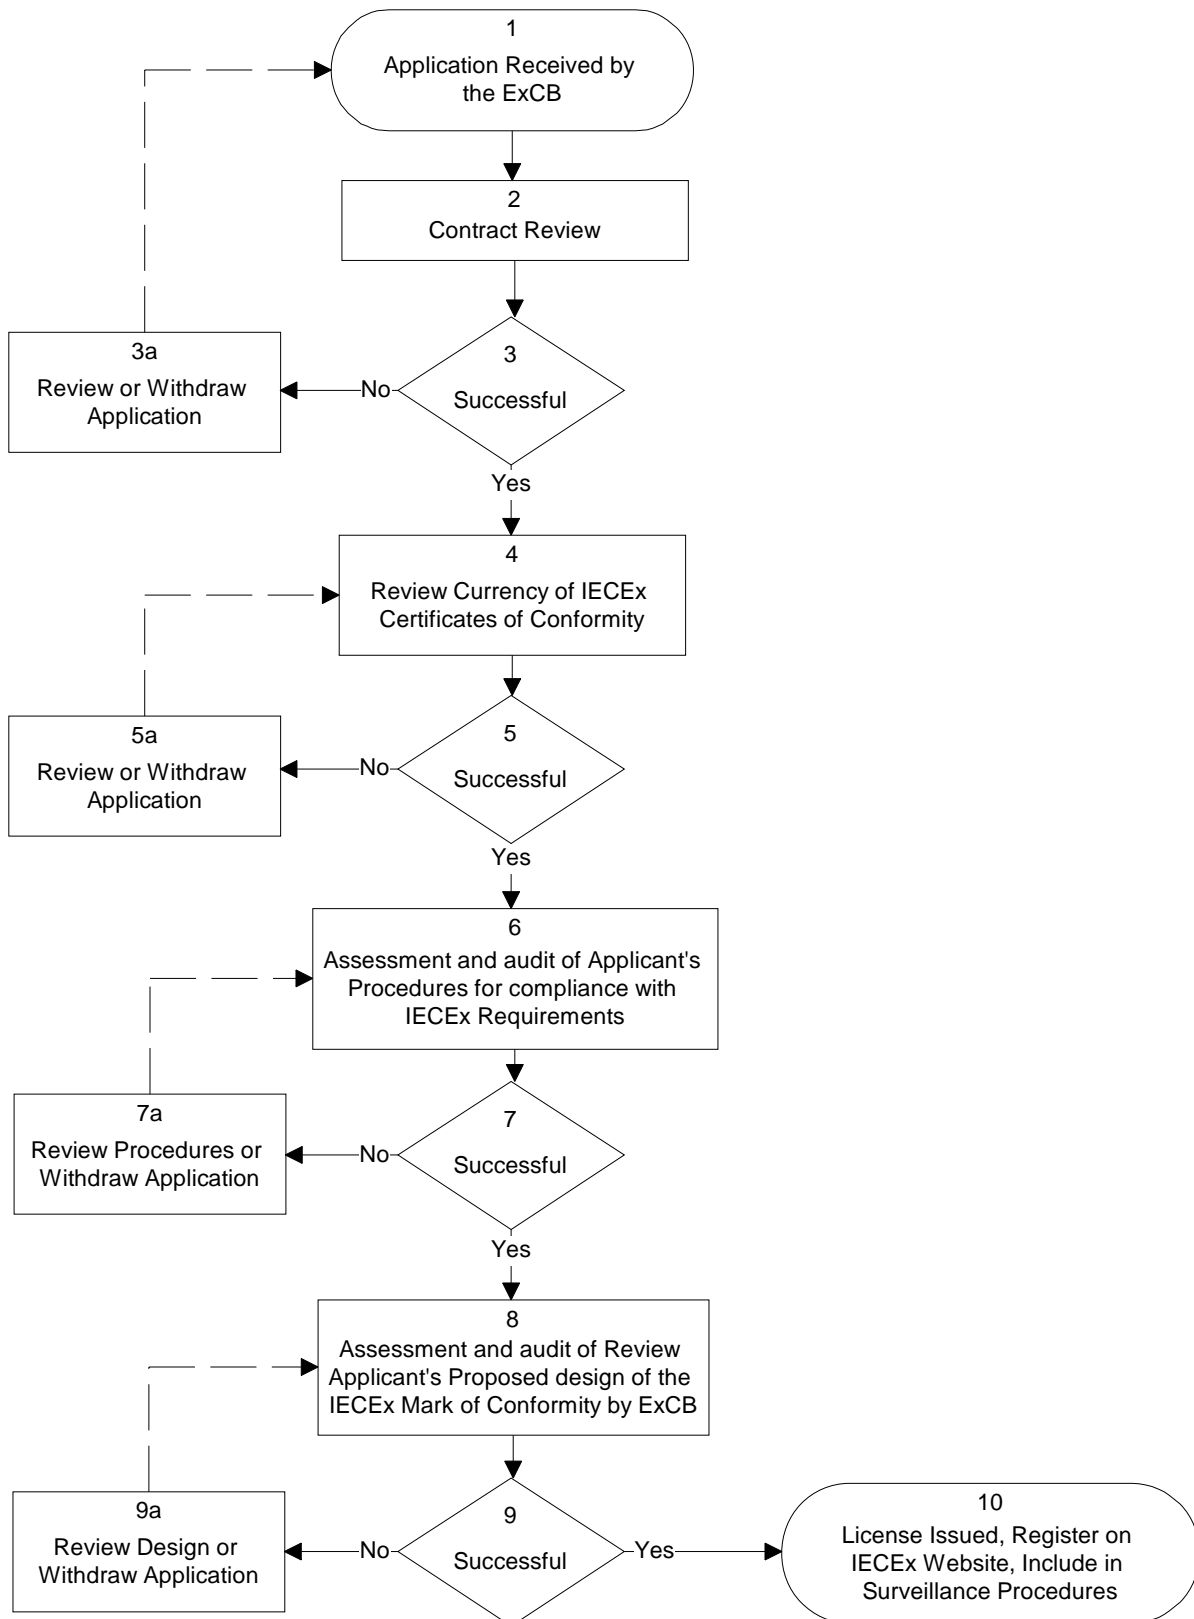 1
Application Received by
the ExCB
2
Contract Review
3a
Review or Withdraw
Application
No
3
Successful
Yes
4
Review Currency of IECEx
Certificates of Conformity
5a
Review or Withdraw
Application
No
5
Successful
Yes
6
Assessment and audit of Applicant's
Procedures for compliance with
IECEx Requirements
7a
Review Procedures or
Withdraw Application
No
7
Successful
Yes
8
Assessment and audit of Review
Applicant's Proposed design of the
IECEx Mark of Conformity by ExCB
9a
Review Design or
Withdraw Application
No
9
Successful
Yes
10
License Issued, Register on
IECEx Website, Include in
Surveillance Procedures